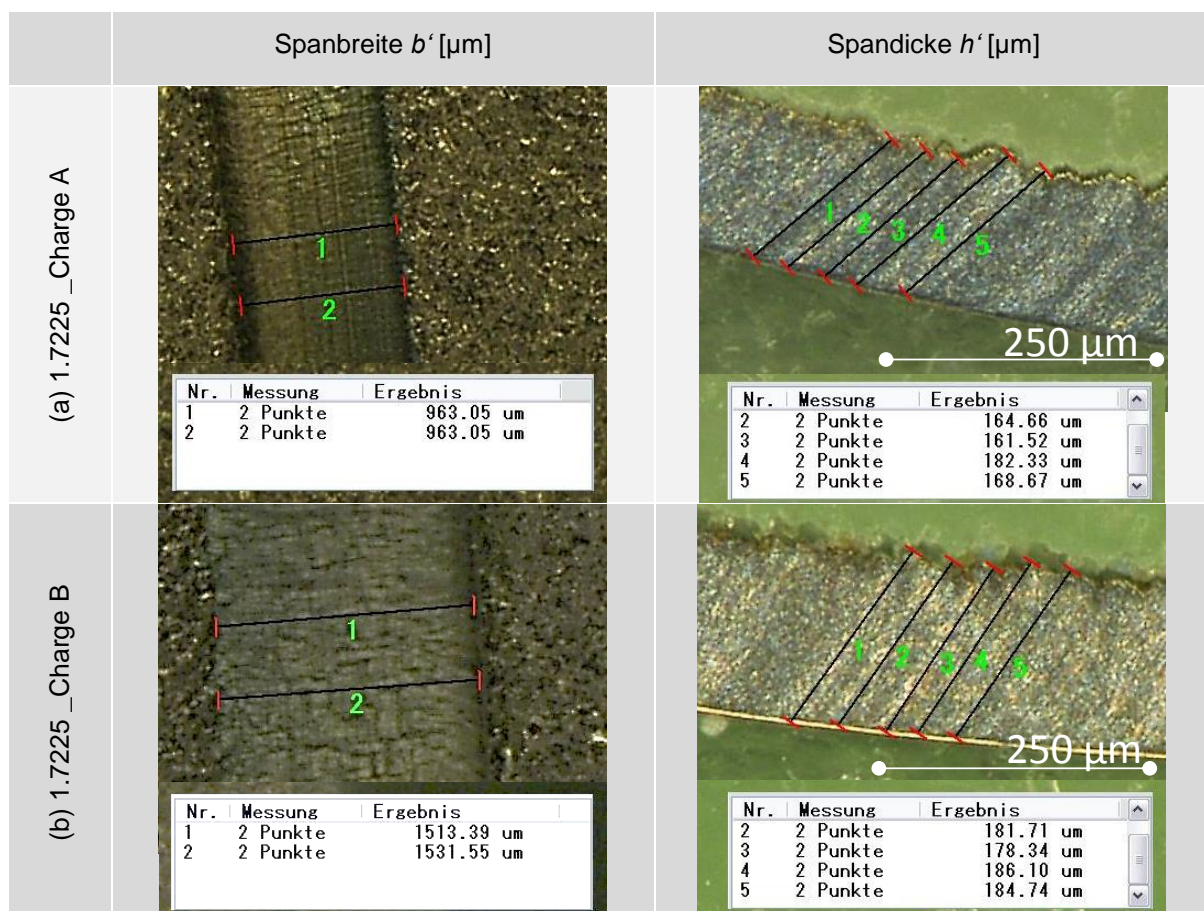 Spanbreite b‘ [µm]
Spandicke h‘ [µm]
(a) 1.7225 _Charge A
1
2
Nr. Messung Ergebnis
1 2 Punkte 963.05 um
2 2 Punkte 963.05 um
1
2
3
4
5
250 µm
Nr. Messung Ergebnis
2 2 Punkte 164.66 um
3 2 Punkte 161.52 um
4 2 Punkte 182.33 um
5 2 Punkte 168.67 um
(b) 1.7225 _Charge B
1
2
Nr. Messung Ergebnis
1 2 Punkte 1513.39 um
2 2 Punkte 1531.55 um
1
2
3
4
5
250 µm
Nr. Messung Ergebnis
2 2 Punkte 181.71 um
3 2 Punkte 178.34 um
4 2 Punkte 186.10 um
5 2 Punkte 184.74 um